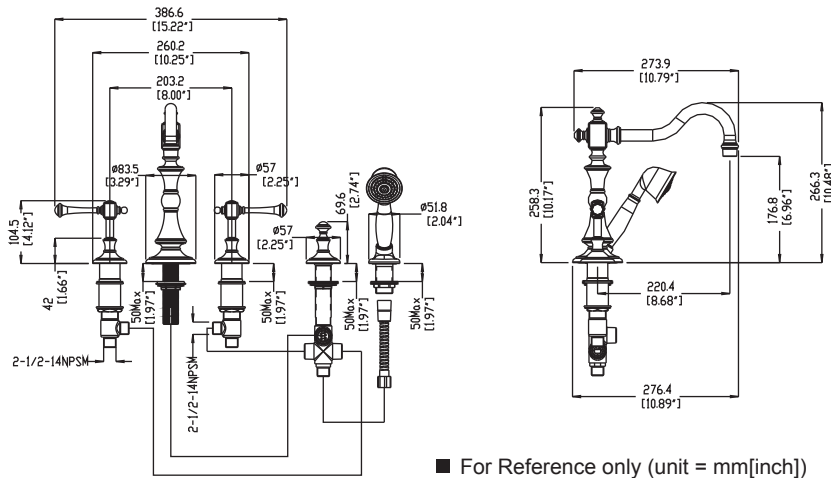 386.6
[15.22"]
260.2
[10.25"]
203.2
[8.00"]
ø83.5
[3.29"]
ø57
[2.25"]
104.5
[4.12"]
42
[1.66"]
50Max
[1.97"]
50Max
[1.97"]
2-1/2-14NPSM
2-1/2-14NPSM
ø57
[2.25"]
69.6
[2.74"]
ø51.8
[2.04"]
50Max
[1.97"]
50Max
[1.97"]
273.9
[10.79"]
258.3
[10.17"]
176.8
[6.96"]
266.3
[10.48"]
220.4
[8.68"]
276.4
[10.89"]
■ For Reference only (unit = mm[inch])